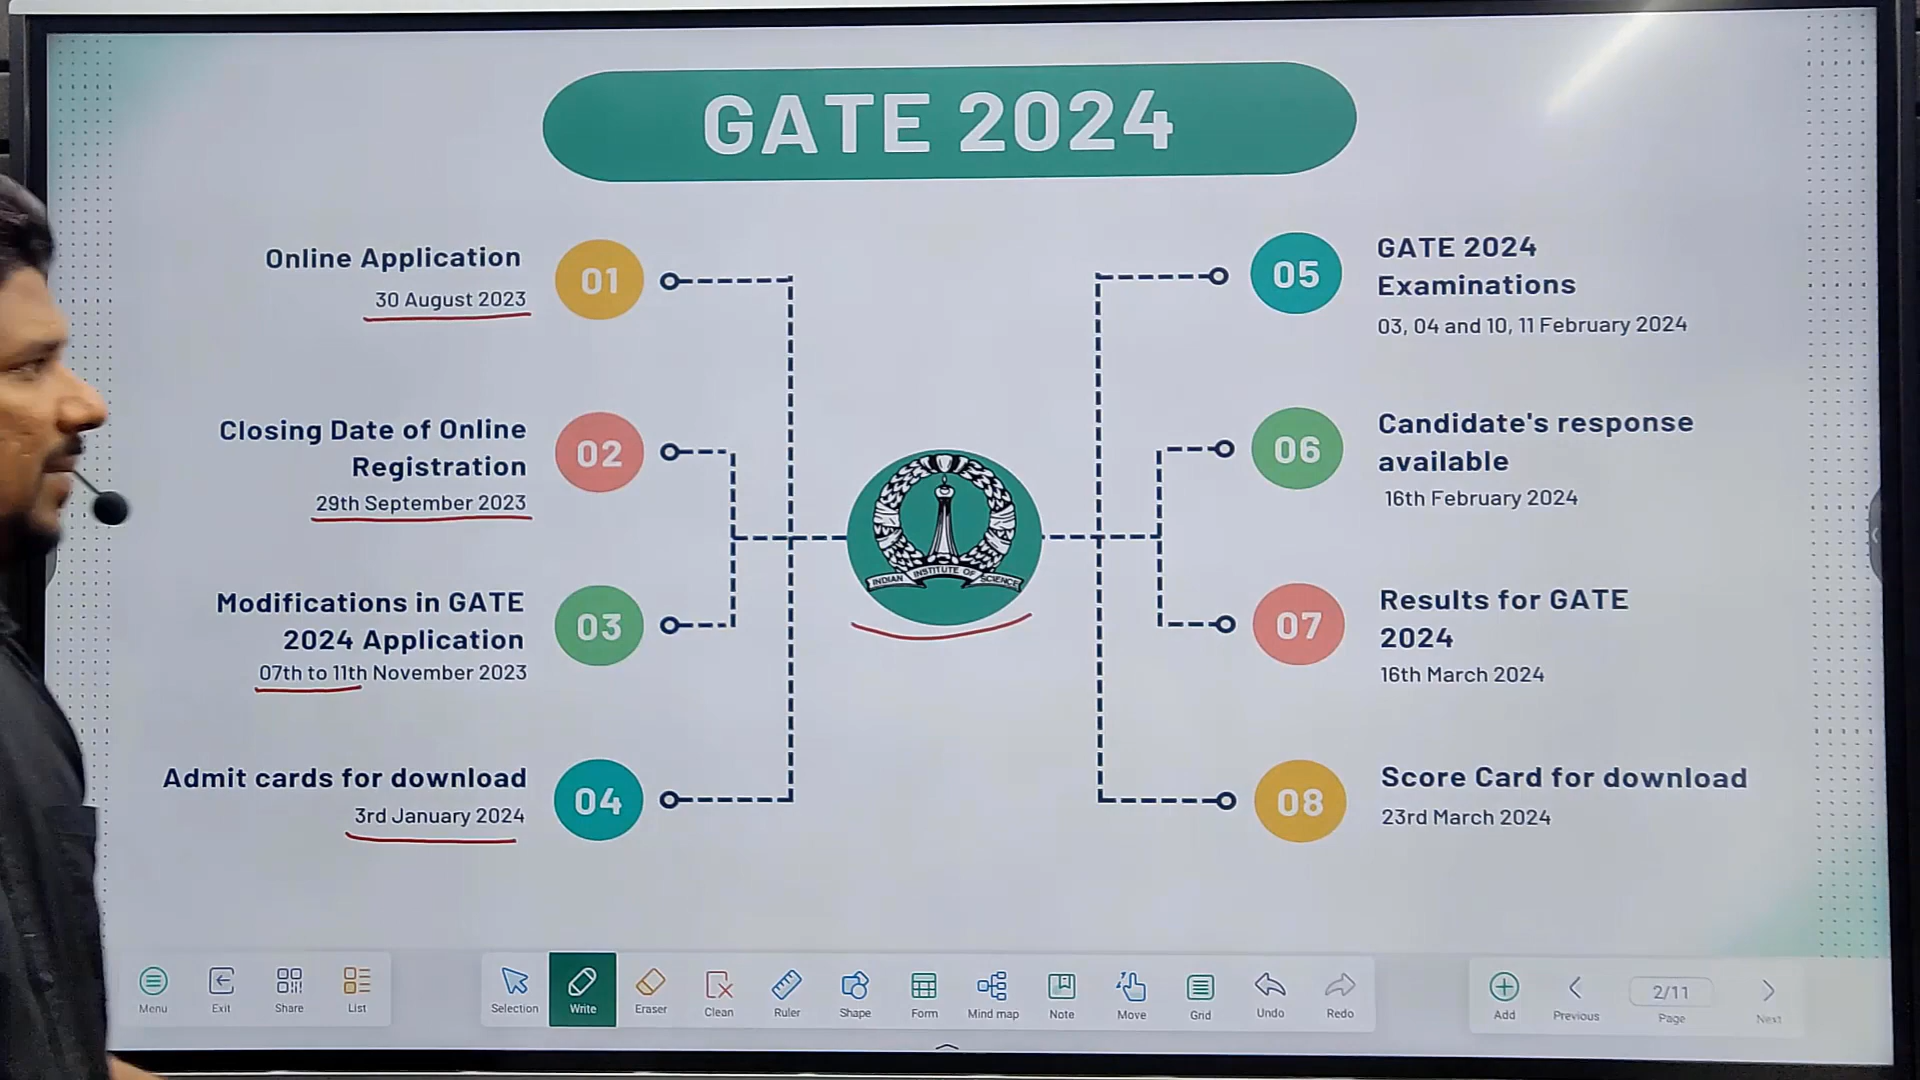 GATE 2024
Online Application
30 August 2023
01
Closing Date of Online
Registration
29th September 2023
02
Modifications in GATE
2024 Application
07th to 11th November 2023
03
Admit cards for download
3rd January 2024
04
INDIAN INSTITUTE OF SCIENCE
05
GATE 2024
Examinations
03, 04 and 10, 11 February 2024
06
Candidate's response
available
16th February 2024
07
Results for GATE
2024
16th March 2024
08
Score Card for download
23rd March 2024
Menu Exit Share List Selection Write Eraser Clean Ruler Shape Form Mind map Note Move Grid Undo Redo Add Previous 2/11 Page Next